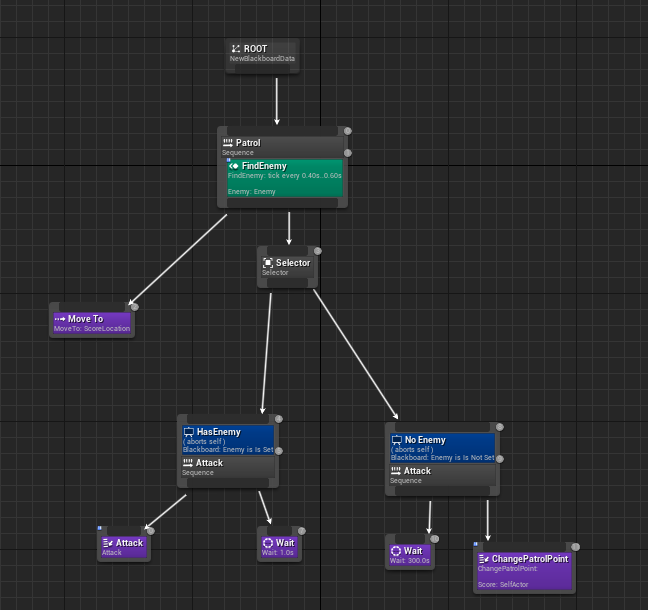 ROOT
NewBlackboardData
Patrol
Sequence
FindEnemy
FindEnemy: tick every 0.40s..0.60s
Enemy: Enemy
Selector
Selector
Move To
MoveTo: ScoreLocation
HasEnemy
( aborts self )
Blackboard: Enemy is Is Set
Attack
Sequence
No Enemy
( aborts self )
Blackboard: Enemy is Is Not Set
Attack
Sequence
Attack
Attack
Wait
Wait: 1.0s
Wait
Wait: 300.0s
ChangePatrolPoint
ChangePatrolPoint:
Score: SelfActor